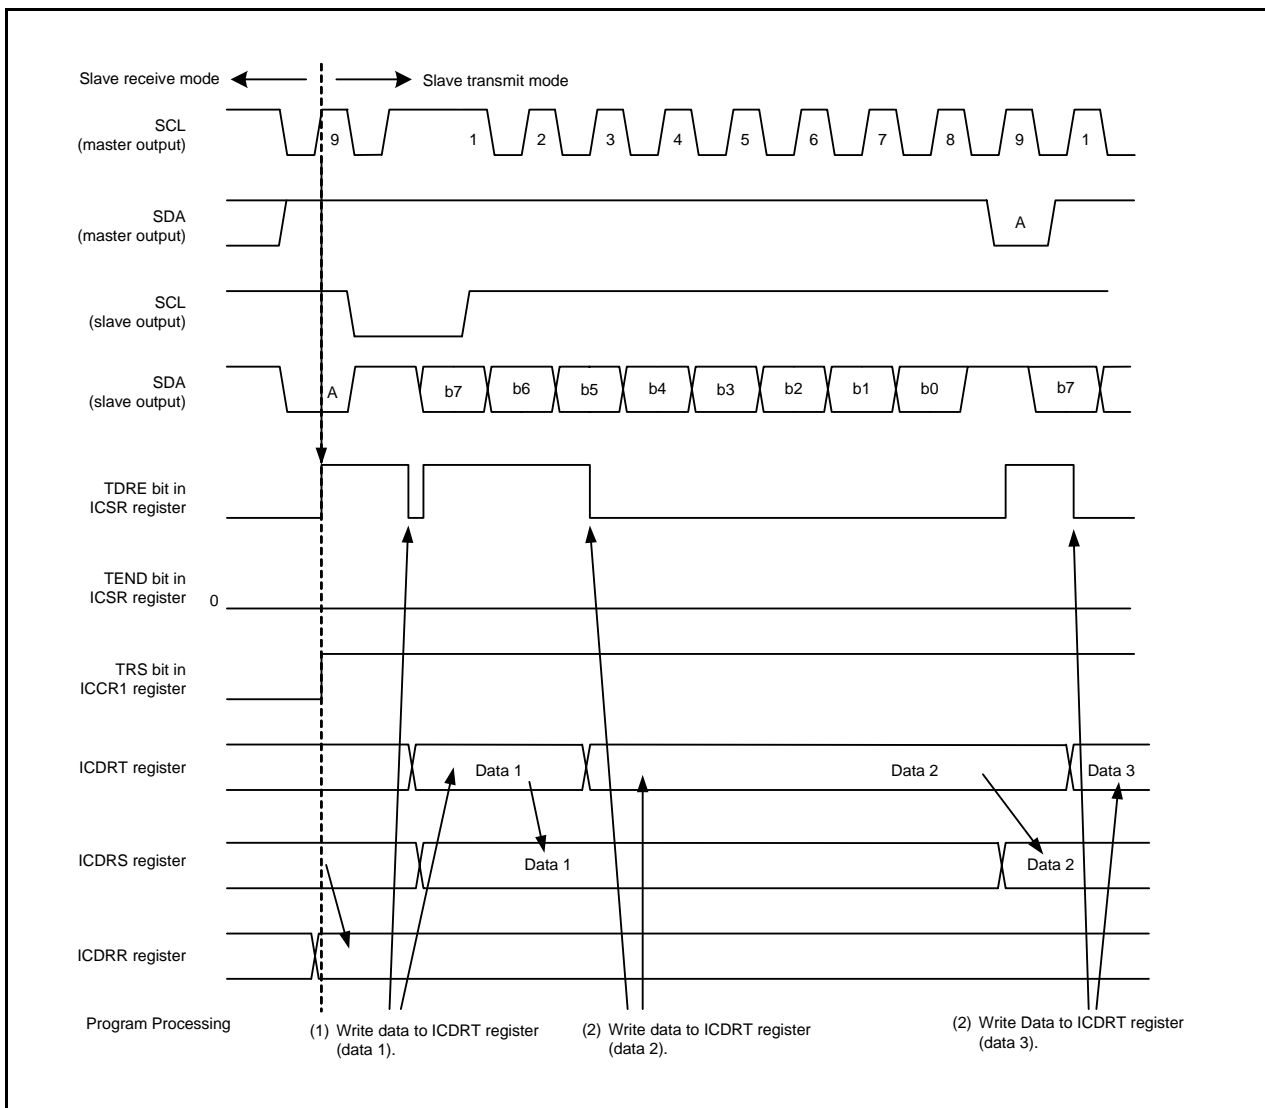 Slave receive mode
Slave transmit mode
SCL
(master output)
9
1
2
3
4
5
6
7
8
9
1
SDA
(master output)
A
SCL
(slave output)
SDA
(slave output)
A
b7
b6
b5
b4
b3
b2
b1
b0
b7
TDRE bit in
ICSR register
TEND bit in
ICSR register
0
TRS bit in
ICCR1 register
ICDRT register
Data 1
Data 2
Data 3
ICDRS register
Data 1
Data 2
ICDRR register
Program Processing
(1) Write data to ICDRT register
(data 1).
(2) Write data to ICDRT register
(data 2).
(2) Write Data to ICDRT register
(data 3).